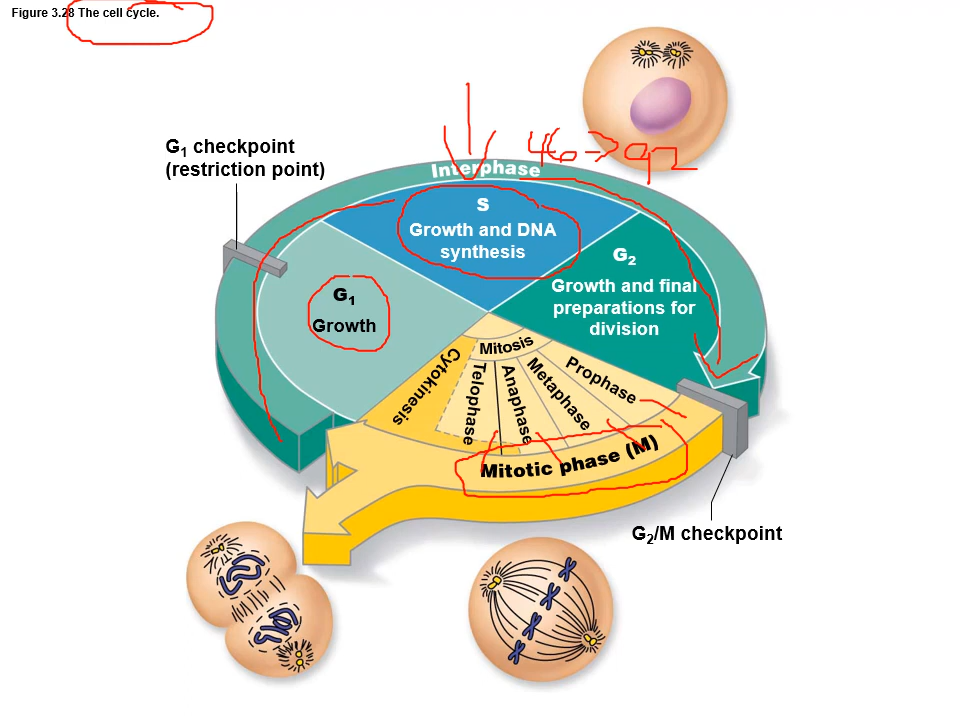 Figure 3.28 The cell cycle.
G₁ checkpoint
(restriction point)
46 -> 92
Interphase
S
Growth and DNA
synthesis
G₂
Growth and final
preparations for
division
G₁
Growth
Mitosis
Cytokinesis
Telophase
Anaphase
Metaphase
Prophase
Mitotic phase (M)
G₂/M checkpoint